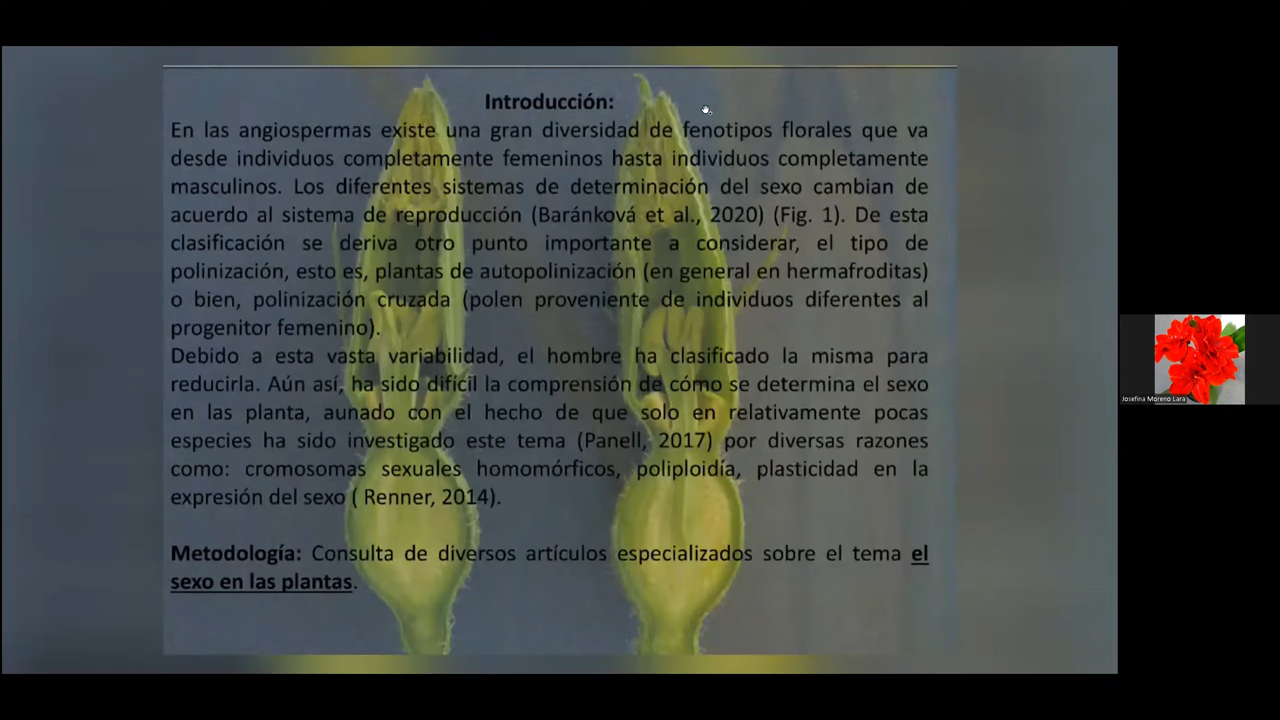 Introducción:
En las angiospermas existe una gran diversidad de fenotipos florales que va
desde individuos completamente femeninos hasta individuos completamente
masculinos. Los diferentes sistemas de determinación del sexo cambian de
acuerdo al sistema de reproducción (Baránková et al., 2020) (Fig. 1). De esta
clasificación se deriva otro punto importante a considerar, el tipo de
polinización, esto es, plantas de autopolinización (en general en hermafroditas)
o bien, polinización cruzada (polen proveniente de individuos diferentes al
progenitor femenino).
Debido a esta vasta variabilidad, el hombre ha clasificado la misma para
reducirla. Aún así, ha sido difícil la comprensión de cómo se determina el sexo
en las planta, aunado con el hecho de que solo en relativamente pocas
especies ha sido investigado este tema (Panell, 2017) por diversas razones
como: cromosomas sexuales homomórficos, poliploidía, plasticidad en la
expresión del sexo ( Renner, 2014).
Metodología: Consulta de diversos artículos especializados sobre el tema el
sexo en las plantas.
Josefina Moreno Lara